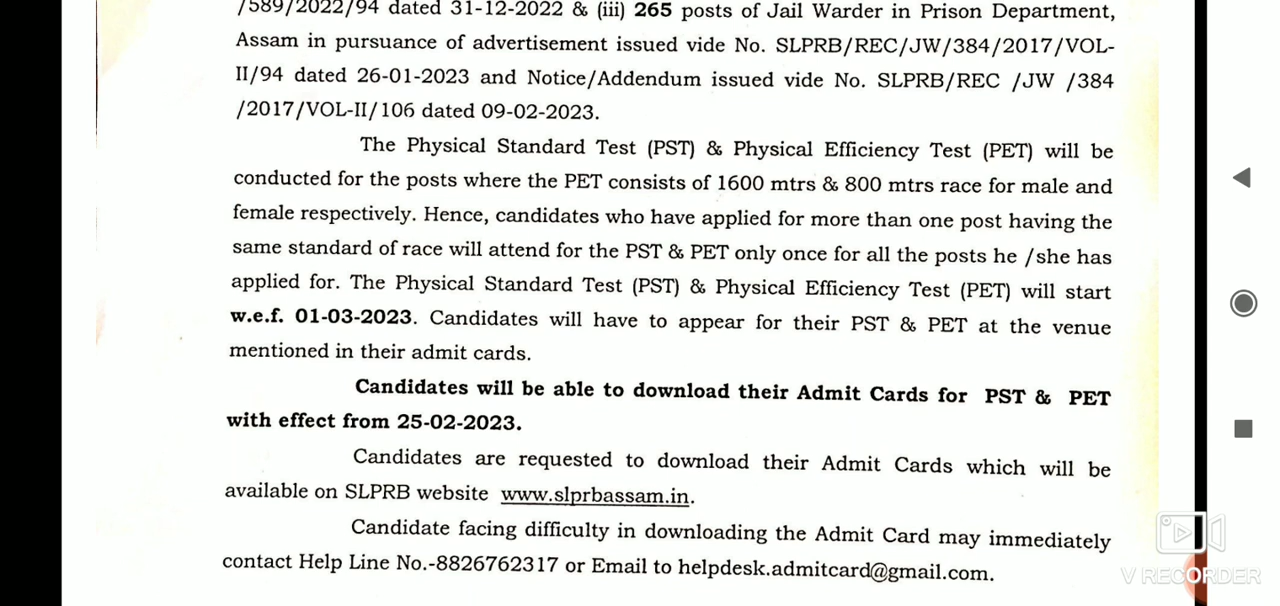 /589/2022/94 dated 31-12-2022 & (iii) 265 posts of Jail Warder in Prison Department,
Assam in pursuance of advertisement issued vide No. SLPRB/REC/JW/384/2017/VOL-
II/94 dated 26-01-2023 and Notice/Addendum issued vide No. SLPRB/REC /JW /384
/2017/VOL-II/106 dated 09-02-2023.
The Physical Standard Test (PST) & Physical Efficiency Test (PET) will be
conducted for the posts where the PET consists of 1600 mtrs & 800 mtrs race for male and
female respectively. Hence, candidates who have applied for more than one post having the
same standard of race will attend for the PST & PET only once for all the posts he /she has
applied for. The Physical Standard Test (PST) & Physical Efficiency Test (PET) will start
w.e.f. 01-03-2023. Candidates will have to appear for their PST & PET at the venue
mentioned in their admit cards.
Candidates will be able to download their Admit Cards for PST & PET
with effect from 25-02-2023.
Candidates are requested to download their Admit Cards which will be
available on SLPRB website www.slprbassam.in.
Candidate facing difficulty in downloading the Admit Card may immediately
contact Help Line No.-8826762317 or Email to helpdesk.admitcard@gmail.com.
V RECORDER